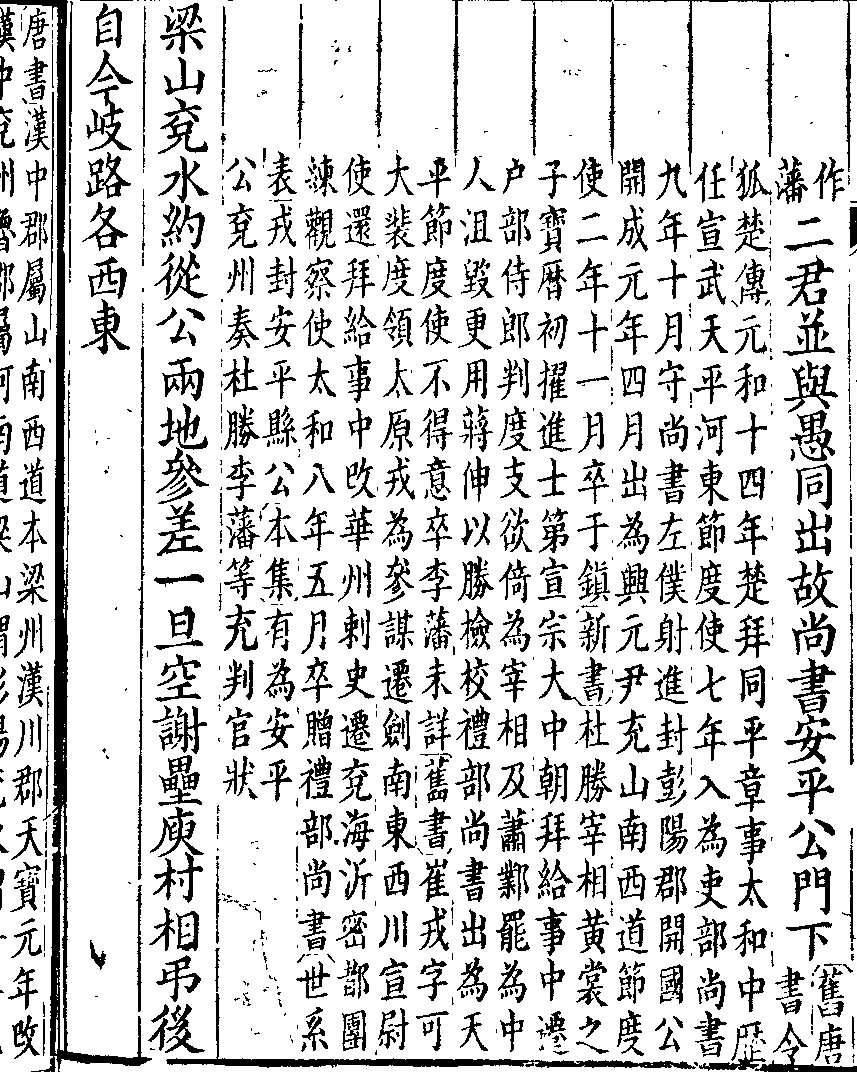 作
藩
二君並與愚同出故尚書安平公門下
舊唐
書令
狐楚傳元和十四年楚拜同平章事太和中歷
任宣武天平河東節度使七年入為吏部尚書
九年十月守尚書左僕射進封彭陽郡開國公
開成元年四月出為興元尹充山南西道節度
使二年十一月卒于鎮新書杜勝宰相黃裳之
子寶曆初擢進士第宣宗大中朝拜給事中遷
户部侍郎判度支欲倚為宰相及蕭鄴罷為中
人沮毀更用蔣伸以勝檢校禮部尚書出為天
平節度使不得意卒李藩未詳舊書崔戎字可
大裴度領太原戎為參謀遷劍南東西川宣尉
使還拜給事中改華州刺史遷兗海沂密都團
練觀察使太和八年五月卒贈禮部尚書世系
表戎封安平縣公本集有為安平
公兗州奏杜勝李藩等充判官狀
梁山兗水約從公兩地參差一旦空謝壘庾村相弔後
自今岐路各西東
唐書漢中郡屬山南西道本梁州漢川郡天寶元年改